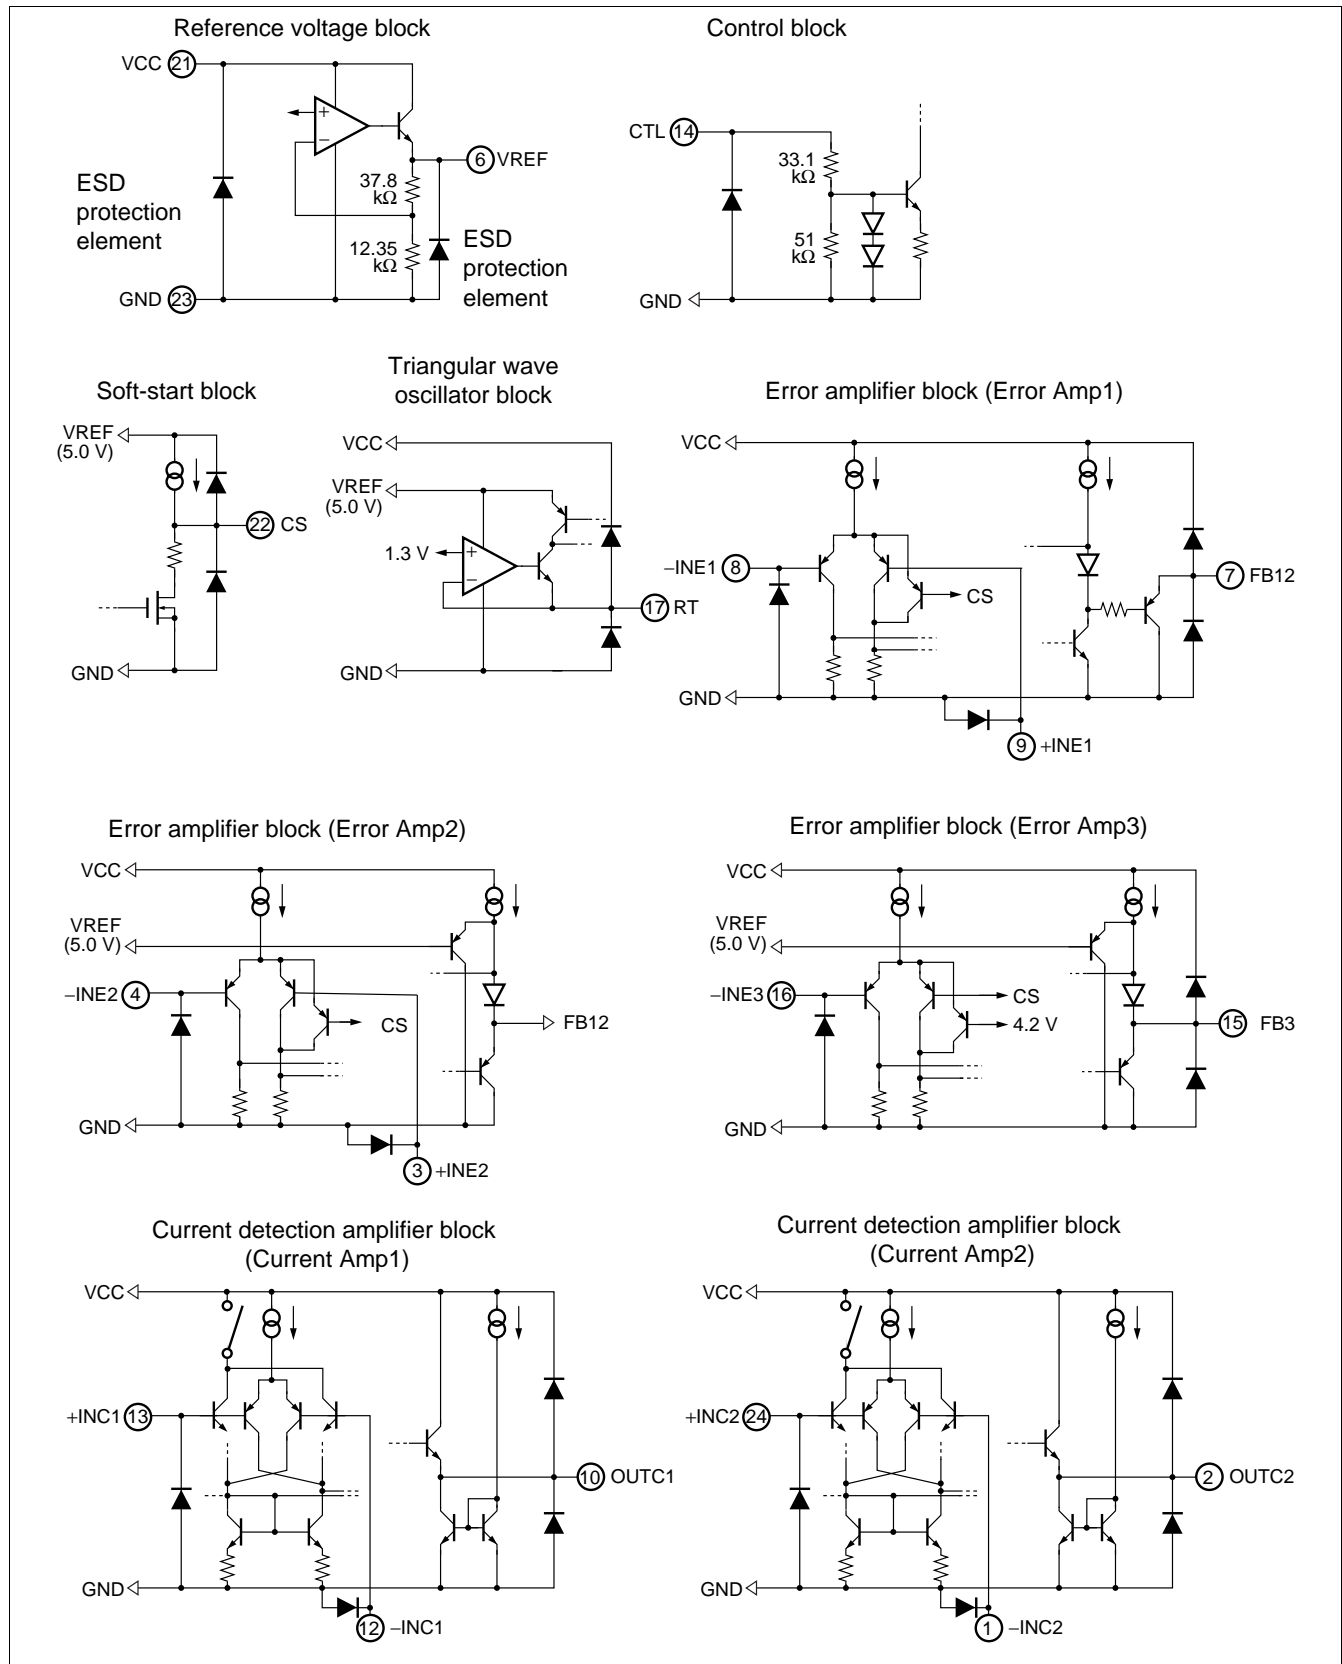 Reference voltage block
VCC 21
+
−
6 VREF
37.8
kΩ
12.35
kΩ
ESD
protection
element
ESD
protection
element
GND 23
Control block
CTL 14
33.1
kΩ
51
kΩ
GND
Soft-start block
VREF
(5.0 V)
22 CS
GND
Triangular wave
oscillator block
VCC
VREF
(5.0 V)
1.3 V
+
−
17 RT
GND
Error amplifier block (Error Amp1)
VCC
−INE1 8
CS
7 FB12
GND
9 +INE1
Error amplifier block (Error Amp2)
VCC
VREF
(5.0 V)
−INE2 4
CS
FB12
GND
3 +INE2
Error amplifier block (Error Amp3)
VCC
VREF
(5.0 V)
−INE3 16
CS
4.2 V
15 FB3
GND
Current detection amplifier block
(Current Amp1)
VCC
+INC1 13
10 OUTC1
GND
12 −INC1
Current detection amplifier block
(Current Amp2)
VCC
+INC2 24
2 OUTC2
GND
1 −INC2